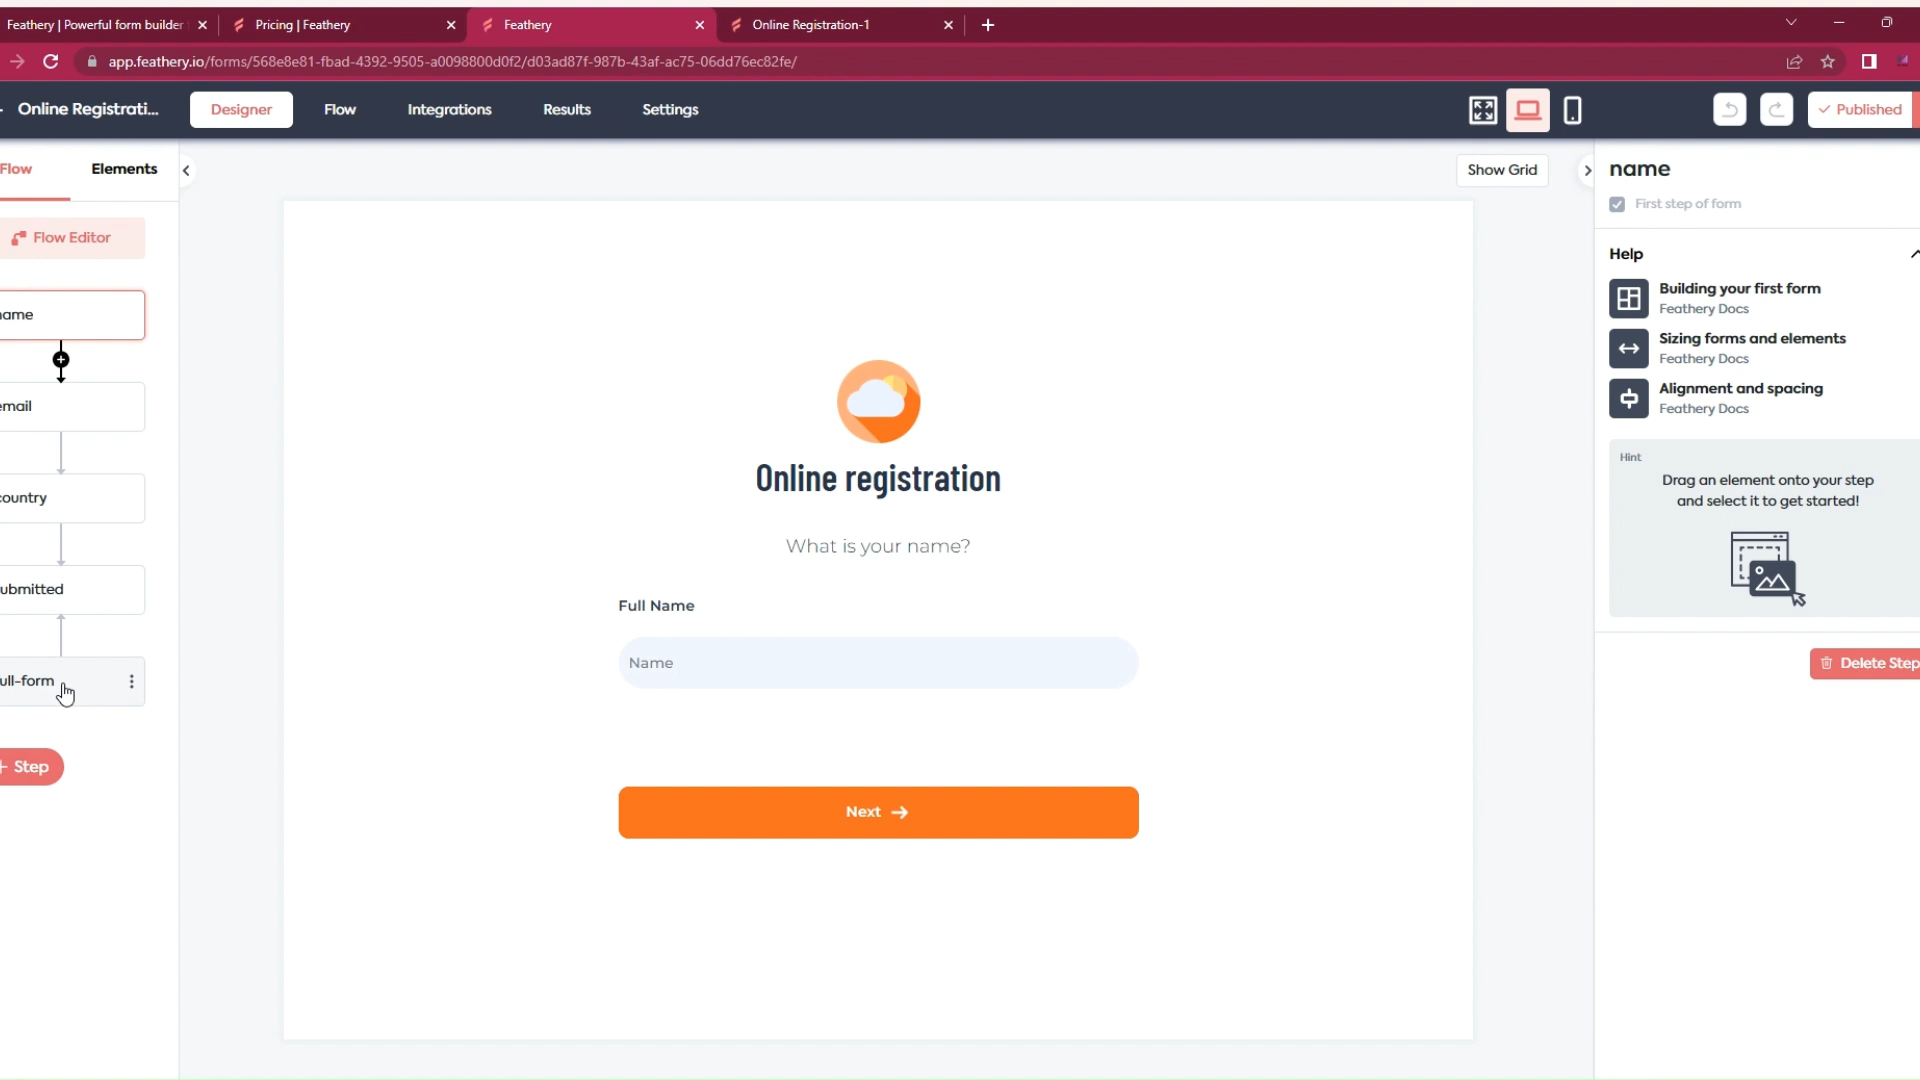 Feathery | Powerful form builder
Pricing | Feathery
Feathery
Online Registration-1
app.feathery.io/forms/568e8e81-fbad-4392-9505-a0098800d0f2/d03ad87f-987b-43af-ac75-06dd76ec82fe/
Online Registrati...
Designer
Flow
Integrations
Results
Settings
Published
Flow
Elements
Show Grid
name
First step of form
Flow Editor
Help
Building your first form
Feathery Docs
Sizing forms and elements
Feathery Docs
Alignment and spacing
Feathery Docs
Hint
Drag an element onto your step
and select it to get started!
Delete Step
ame
email
country
ubmitted
ull-form
+ Step
Online registration
What is your name?
Full Name
Name
Next →